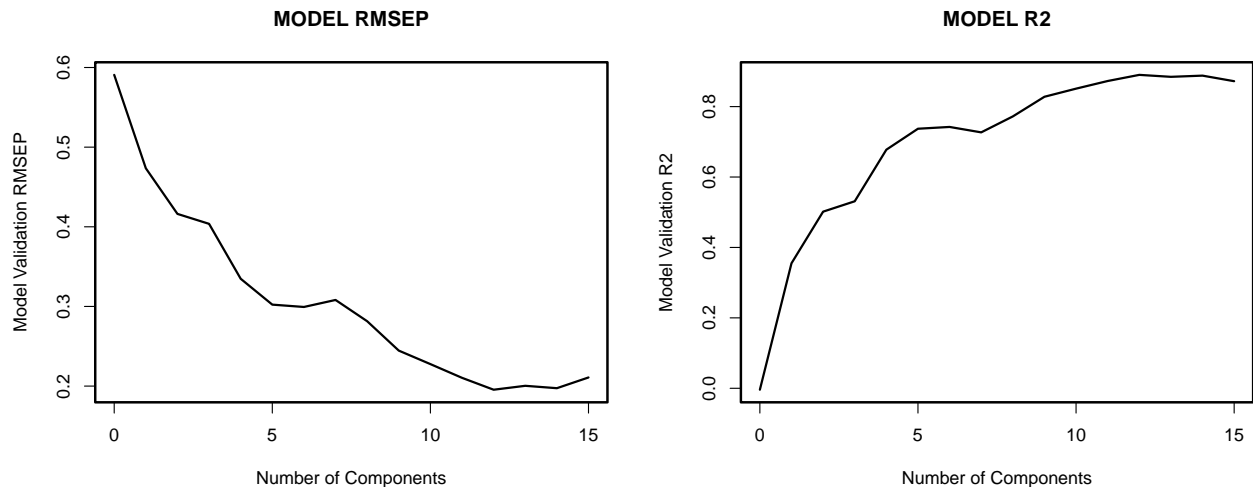 MODEL RMSEP
Model Validation RMSEP
0.6
0.5
0.4
0.3
0.2
0 5 10 15
Number of Components
MODEL R2
Model Validation R2
0.8
0.6
0.4
0.2
0.0
0 5 10 15
Number of Components